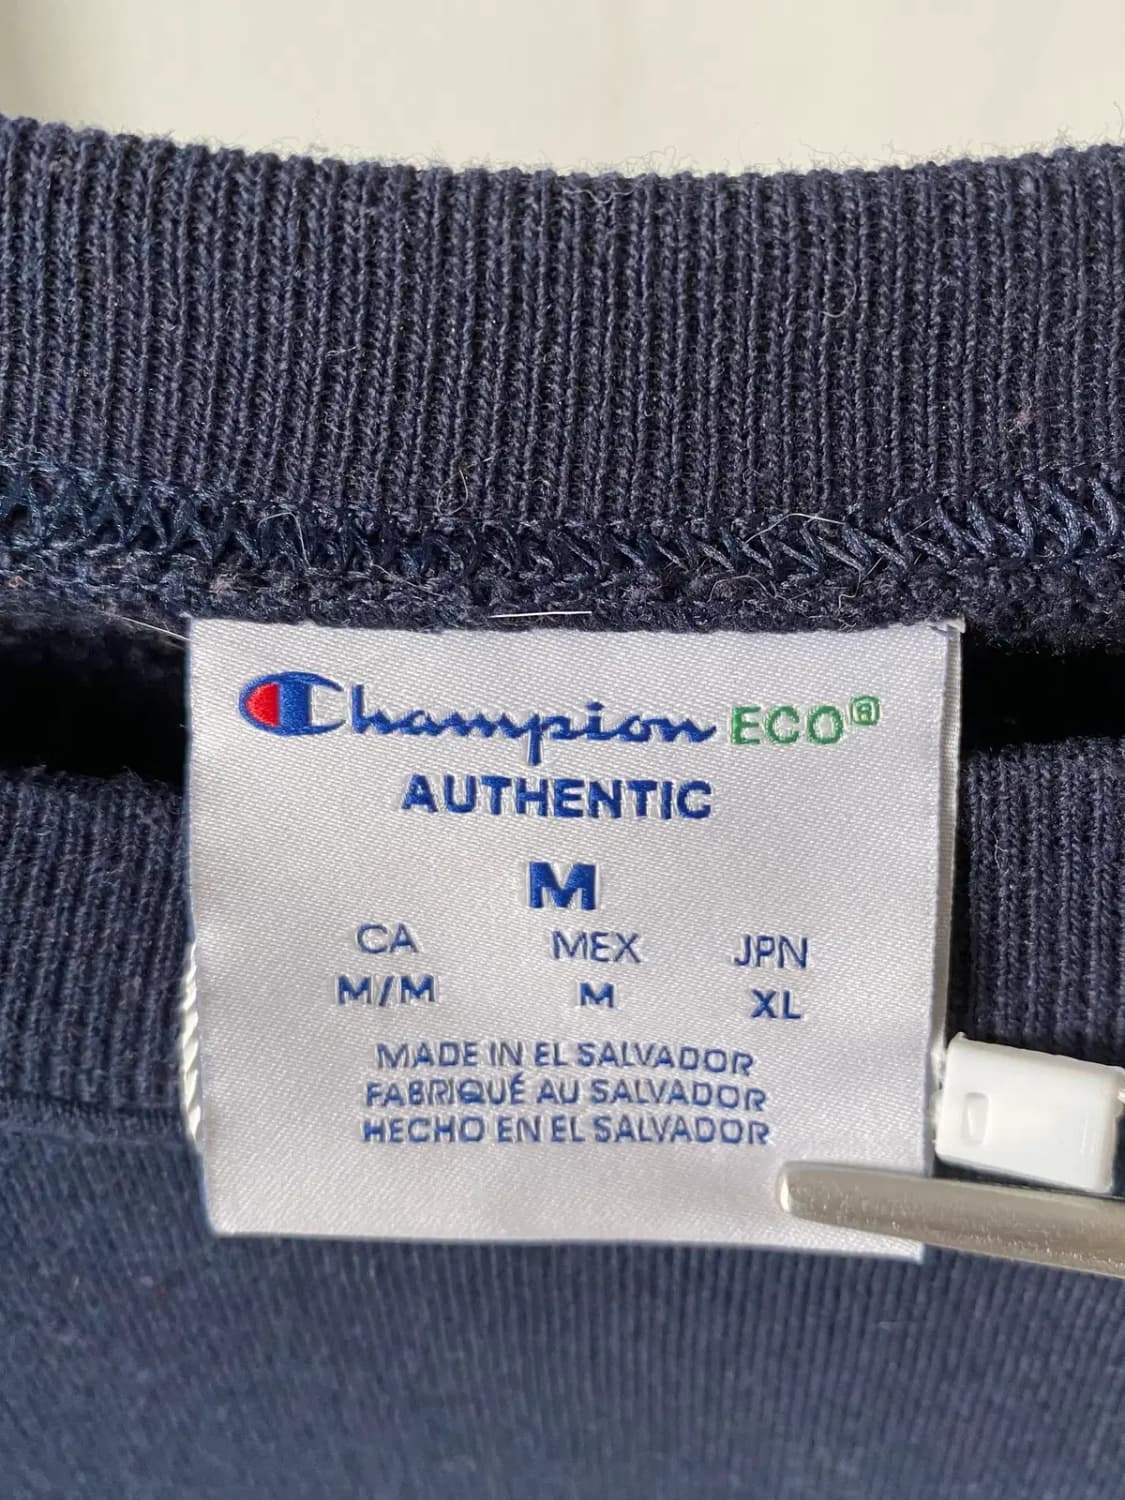 Champion ECO®
AUTHENTIC
M
CA MEX JPN
M/M M XL
MADE IN EL SALVADOR
FABRIQUÉ AU SALVADOR
HECHO EN EL SALVADOR